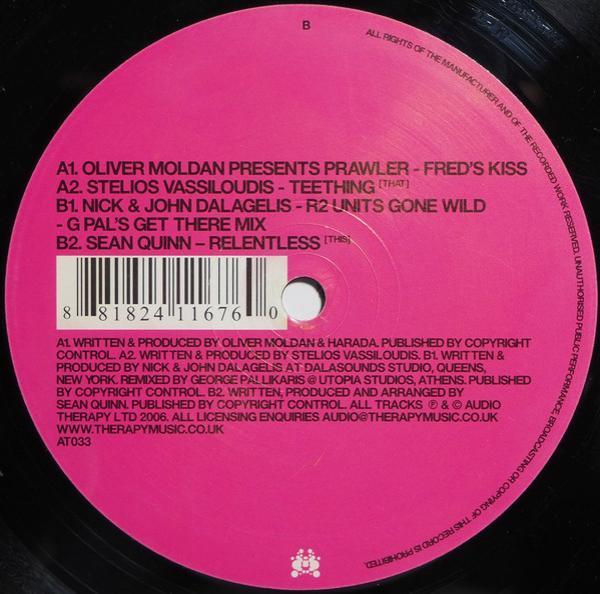 B
ALL RIGHTS OF THE MANUFACTURER AND OF THE RECORDED WORK RESERVED. UNAUTHORISED PUBLIC PERFORMANCE, BROADCASTING OR COPYING OF THIS RECORD IS PROHIBITED.
A1. OLIVER MOLDAN PRESENTS PRAWLER - FRED'S KISS
A2. STELIOS VASSILOUDIS - TEETHING [THAT]
B1. NICK & JOHN DALAGELIS - R2 UNITS GONE WILD
- G PAL'S GET THERE MIX
B2. SEAN QUINN – RELENTLESS [THIS]
8 81824 11676 0
A1. WRITTEN & PRODUCED BY OLIVER MOLDAN & HARADA. PUBLISHED BY COPYRIGHT
CONTROL. A2. WRITTEN & PRODUCED BY STELIOS VASSILOUDIS. B1. WRITTEN &
PRODUCED BY NICK & JOHN DALAGELIS AT DALASOUNDS STUDIO, QUEENS,
NEW YORK. REMIXED BY GEORGE PALLIKARIS @ UTOPIA STUDIOS, ATHENS. PUBLISHED
BY COPYRIGHT CONTROL. B2. WRITTEN, PRODUCED AND ARRANGED BY
SEAN QUINN. PUBLISHED BY COPYRIGHT CONTROL. ALL TRACKS ℗ & © AUDIO
THERAPY LTD 2006. ALL LICENSING ENQUIRIES AUDIO@THERAPYMUSIC.CO.UK
WWW.THERAPYMUSIC.CO.UK
AT033